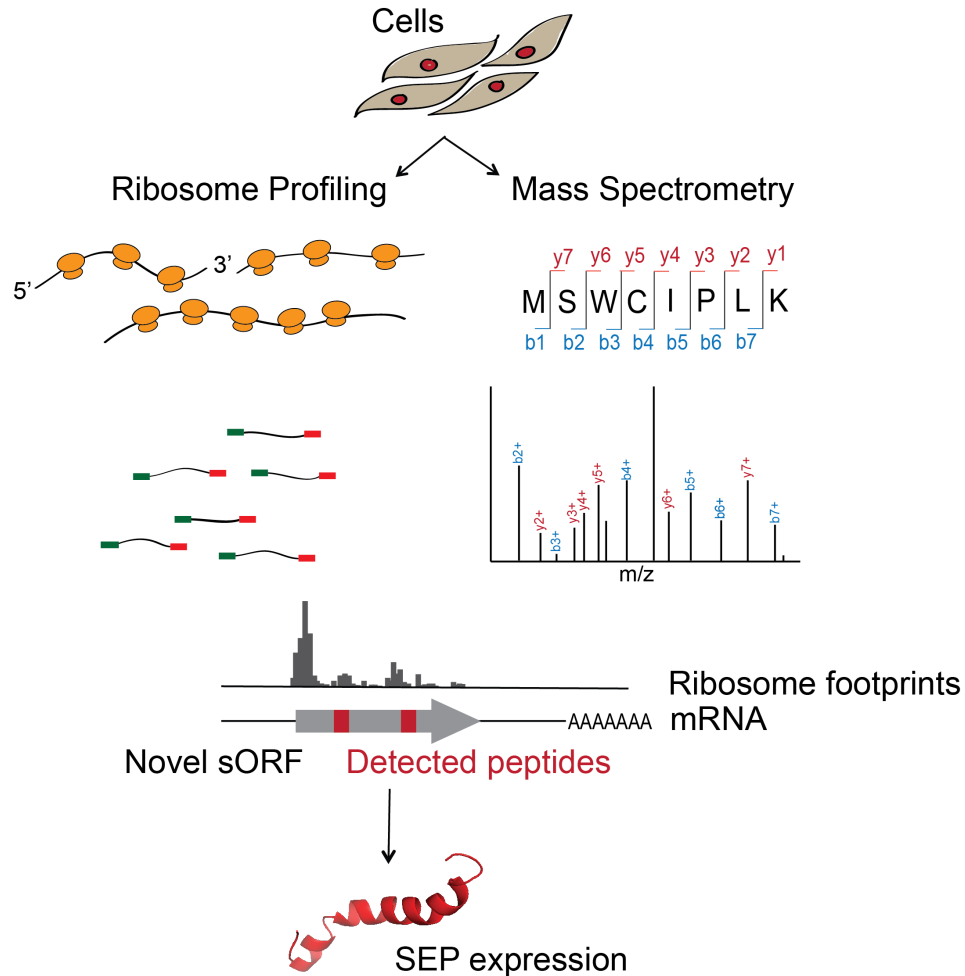 Cells
Ribosome Profiling
Mass Spectrometry
5’
3’
y7 y6 y5 y4 y3 y2 y1
M S W C I P L K
b1 b2 b3 b4 b5 b6 b7
b2+
y2+
b3+
y3+
y4+
y5+
b4+
y6+
b5+
b6+
y7+
b7+
m/z
Ribosome footprints
mRNA
AAAAAAA
Novel sORF
Detected peptides
SEP expression